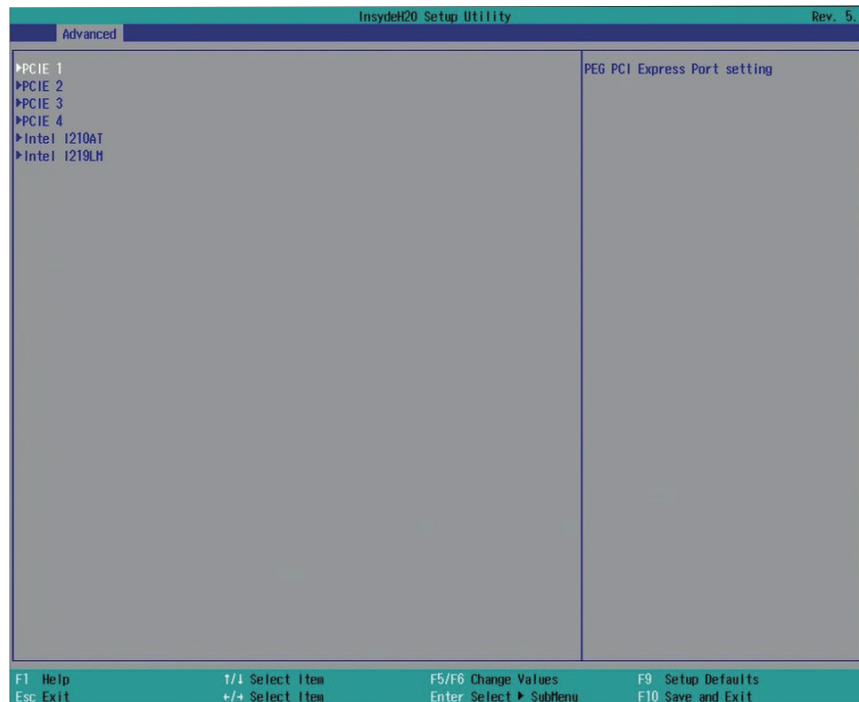 InsydeH20 Setup Utility Rev. 5.
Advanced
▶PCIE 1
▶PCIE 2
▶PCIE 3
▶PCIE 4
▶Intel I210AT
▶Intel I219LM
PEG PCI Express Port setting
F1 Help ↑/↓ Select Item F5/F6 Change Values F9 Setup Defaults
Esc Exit ←/→ Select Item Enter Select ▶ SubMenu F10 Save and Exit